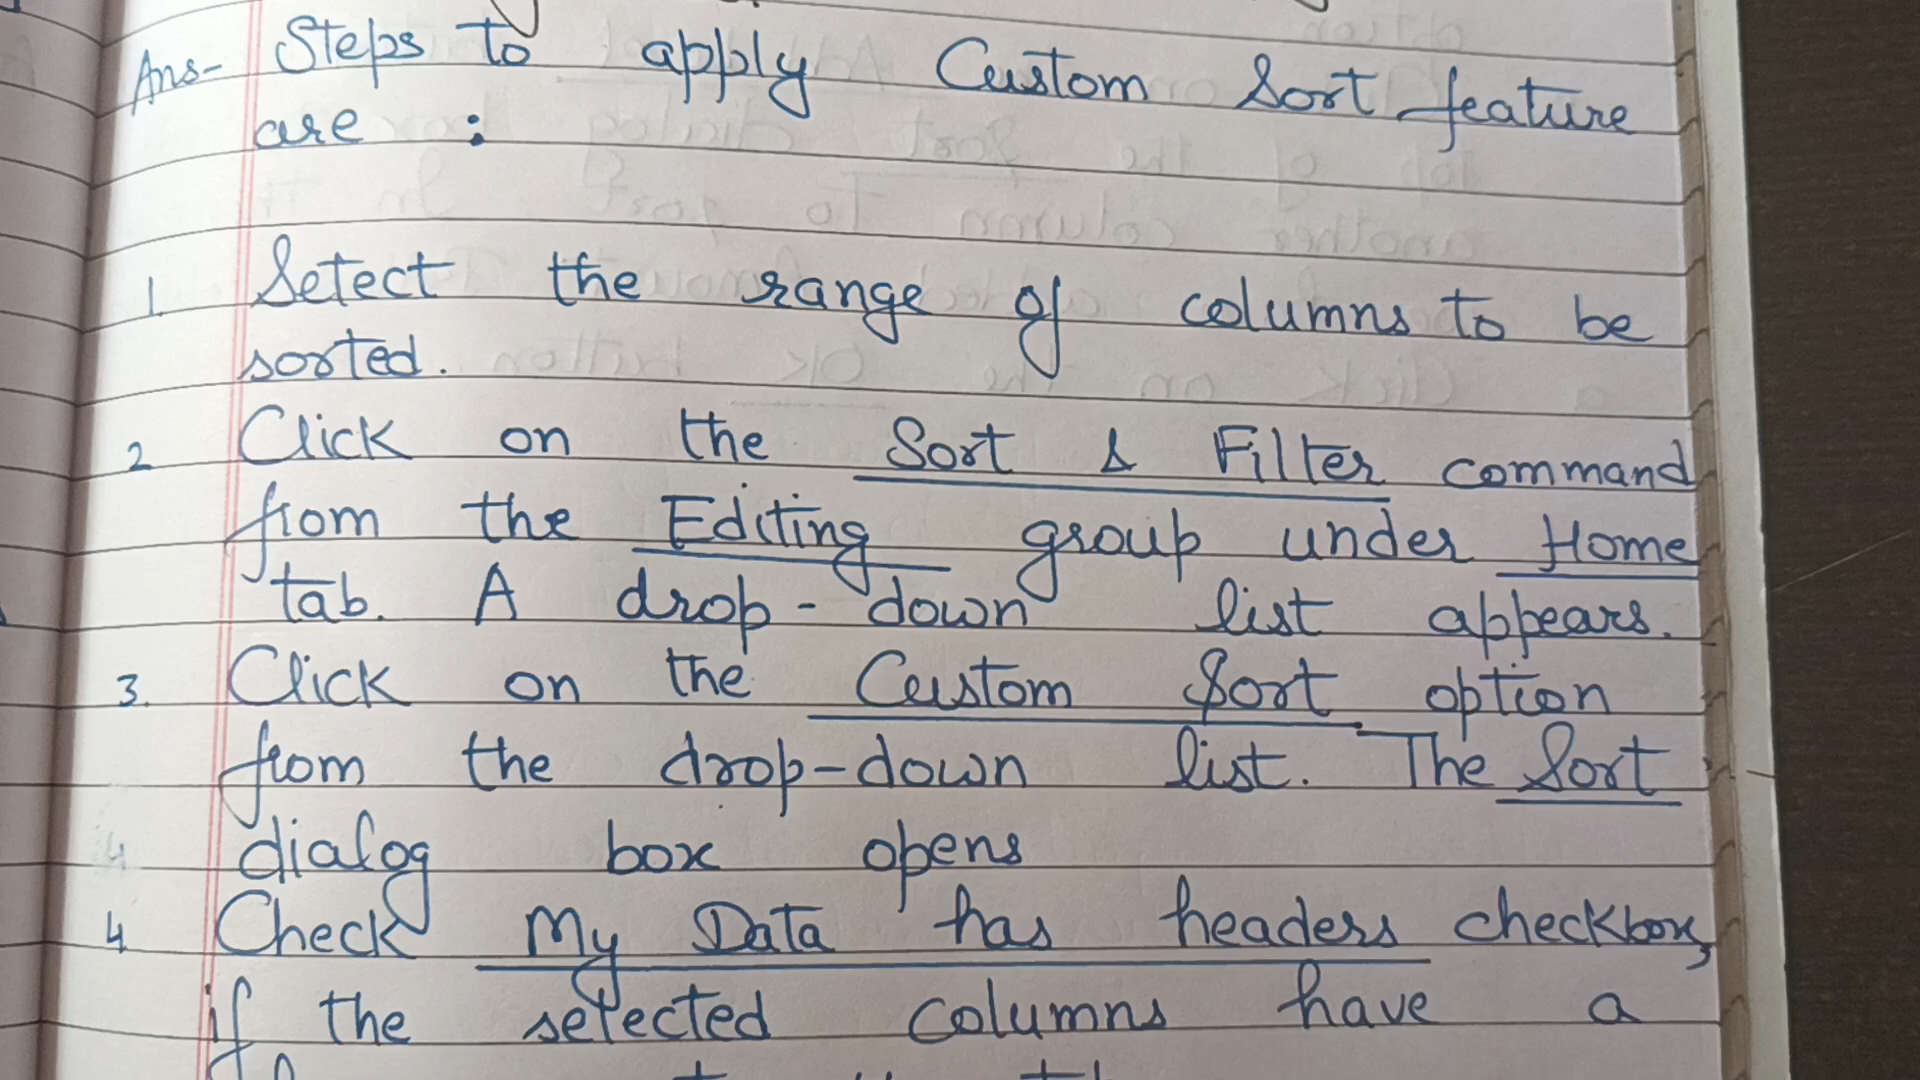 Ans- Steps to apply Custom Sort feature
are :
1. Select the range of columns to be
sorted.
2 Click on the Sort & Filter command
from the Editing group under Home
tab. A drop-down list appears.
3. Click on the Custom Sort option
from the drop-down list. The Sort
dialog box opens
4 Check My Data has headers checkbox,
if the selected columns have a